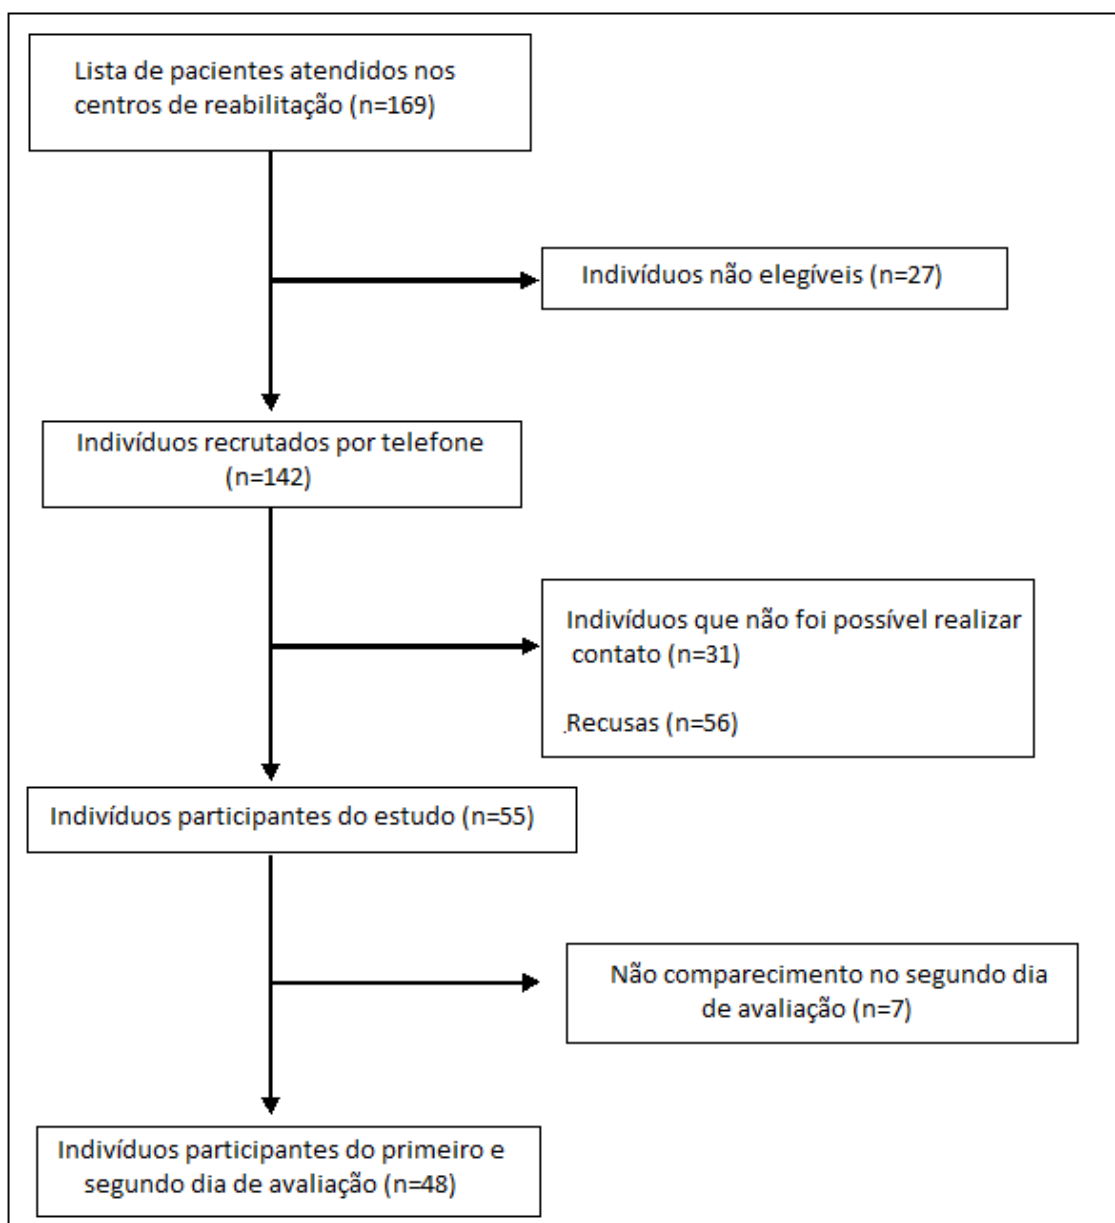 Lista de pacientes atendidos nos
centros de reabilitação (n=169)
Indivíduos não elegíveis (n=27)
Indivíduos recrutados por telefone
(n=142)
Indivíduos que não foi possível realizar
contato (n=31)
Recusas (n=56)
Indivíduos participantes do estudo (n=55)
Não comparecimento no segundo dia
de avaliação (n=7)
Indivíduos participantes do primeiro e
segundo dia de avaliação (n=48)